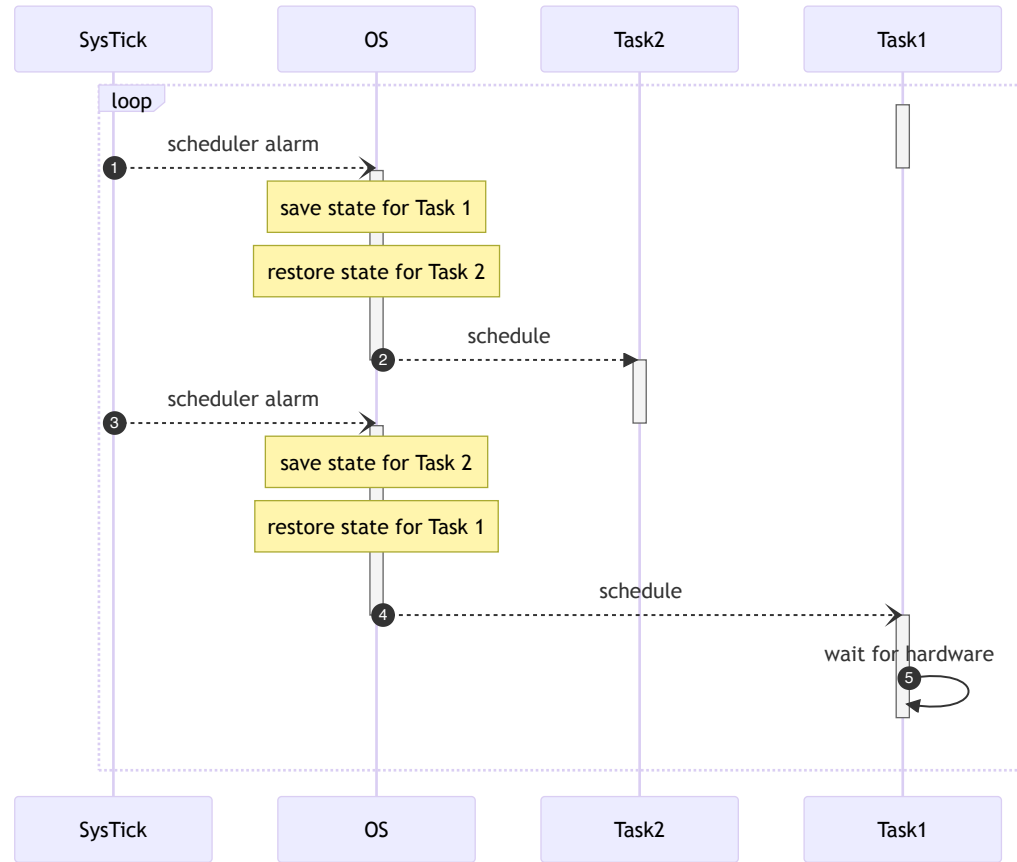 SysTick
OS
Task2
Task1
loop
scheduler alarm
1
save state for Task 1
restore state for Task 2
schedule
2
scheduler alarm
3
save state for Task 2
restore state for Task 1
schedule
4
wait for hardware
5
SysTick
OS
Task2
Task1